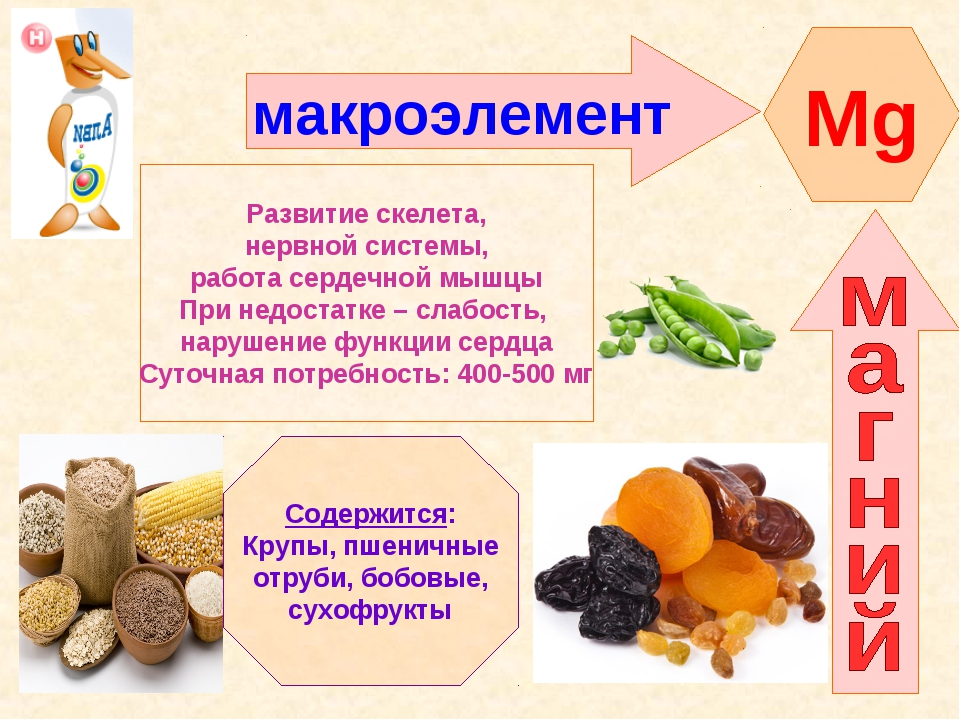 Н
макроэлемент
Mg
Развитие скелета,
нервной системы,
работа сердечной мышцы
При недостатке – слабость,
нарушение функции сердца
Суточная потребность: 400-500 мг
магний
Содержится:
Крупы, пшеничные
отруби, бобовые,
сухофрукты